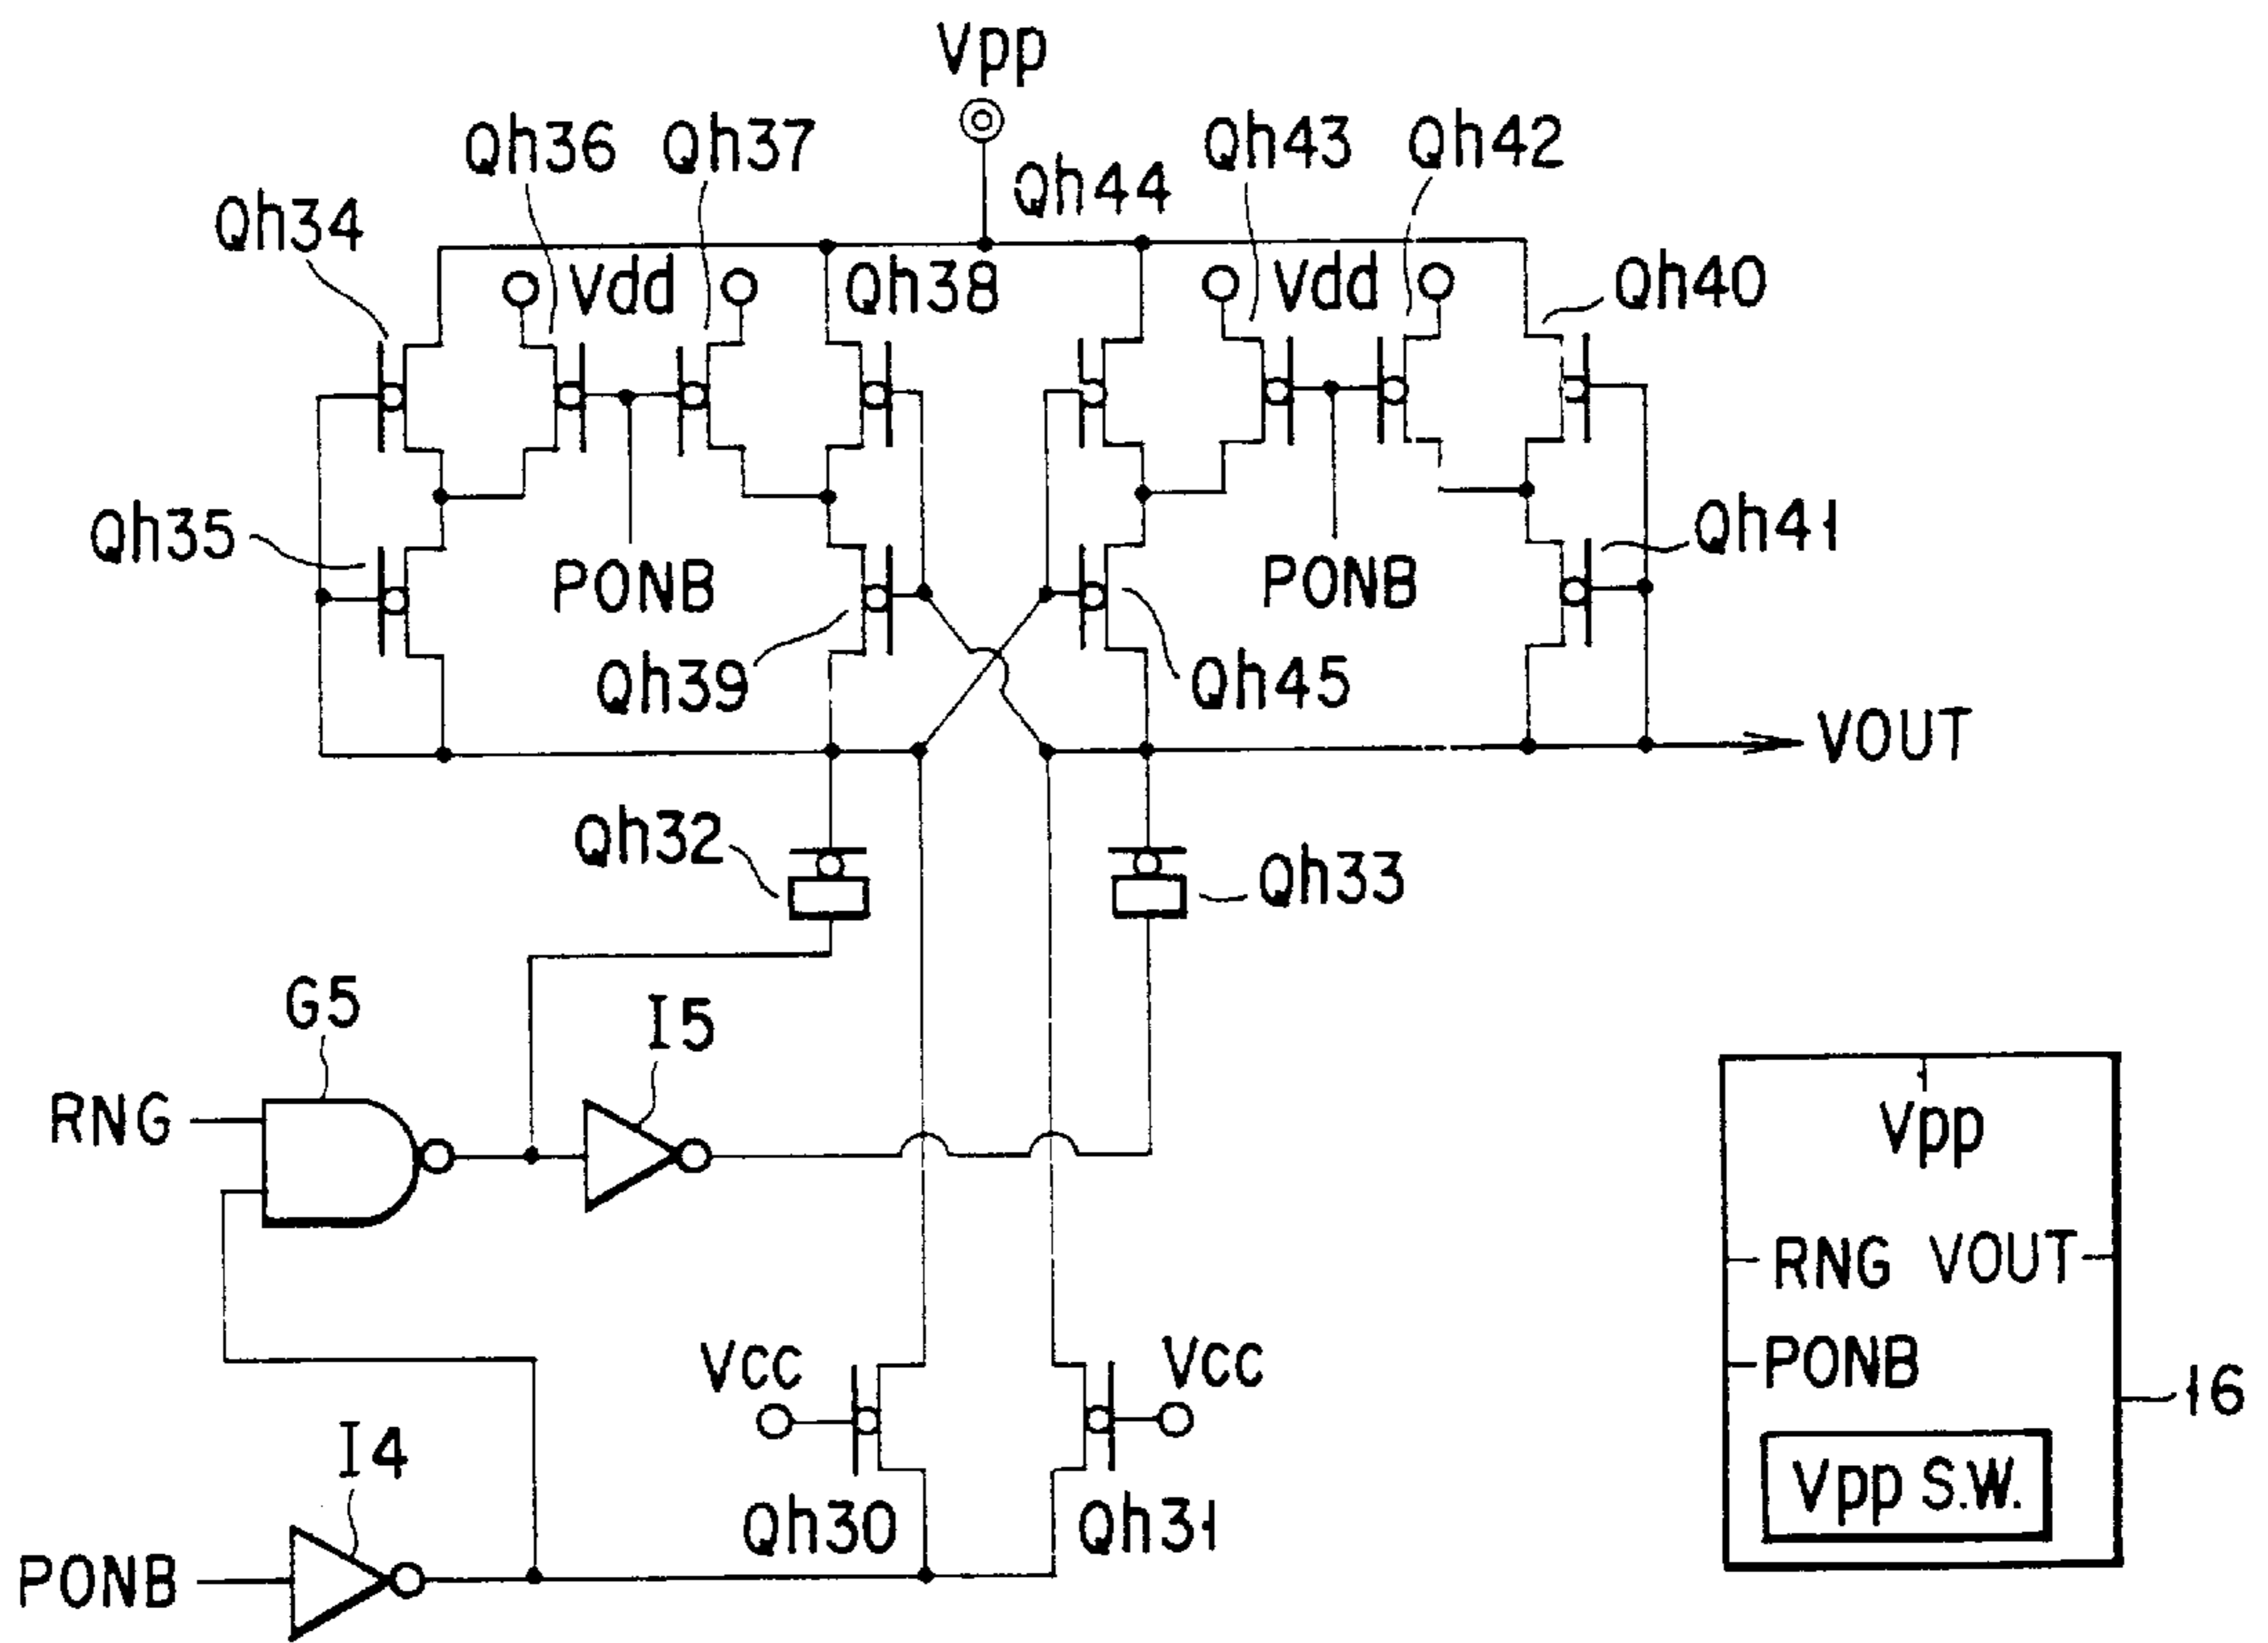 Vpp
Qh36
Qh37
Qh43
Qh42
Qh44
Qh34
Vdd
Qh38
Vdd
Qh40
Qh35
PONB
PONB
Qh41
Qh39
Qh45
VOUT
Qh32
Qh33
G5
I5
RNG
Vpp
RNG VOUT
VCC
VCC
PONB
16
I4
Vpp S.W.
Qh30
Qh31
PONB